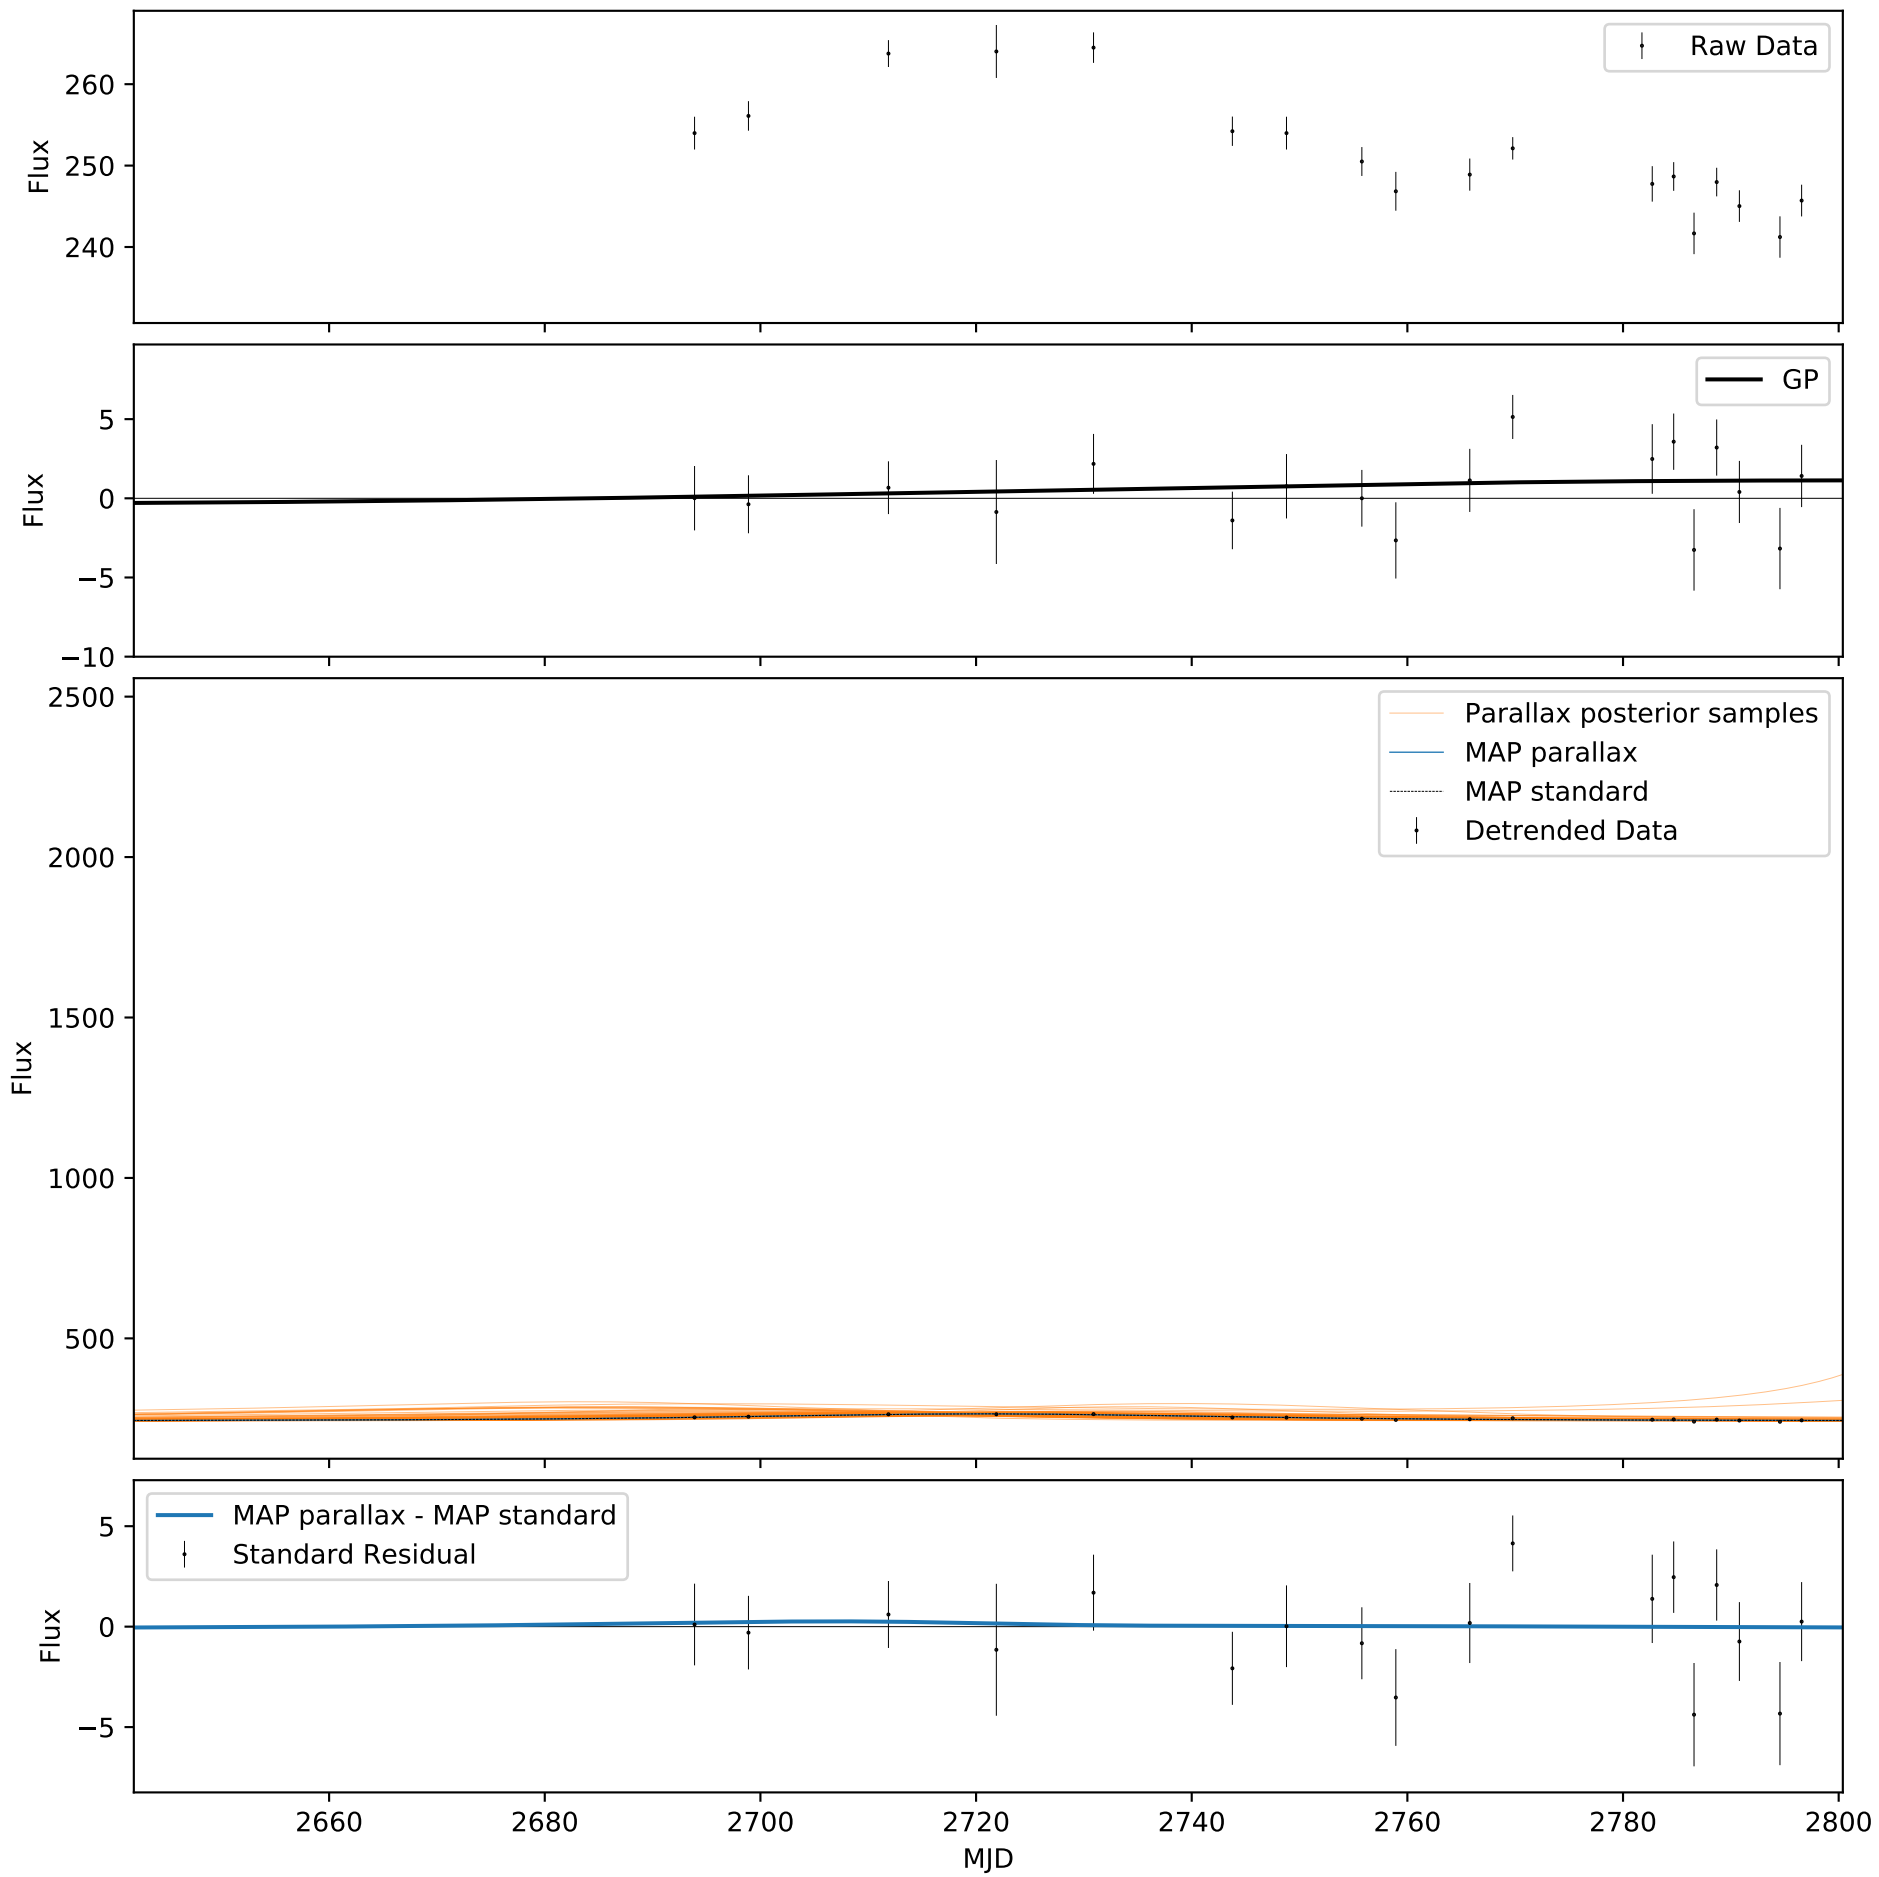 Raw Data
260
250
240
Flux
GP
5
0
−5
−10
Flux
2500
2000
1500
1000
500
Flux
Parallax posterior samples
MAP parallax
MAP standard
Detrended Data
MAP parallax - MAP standard
Standard Residual
5
0
−5
Flux
2660 2680 2700 2720 2740 2760 2780 2800
MJD